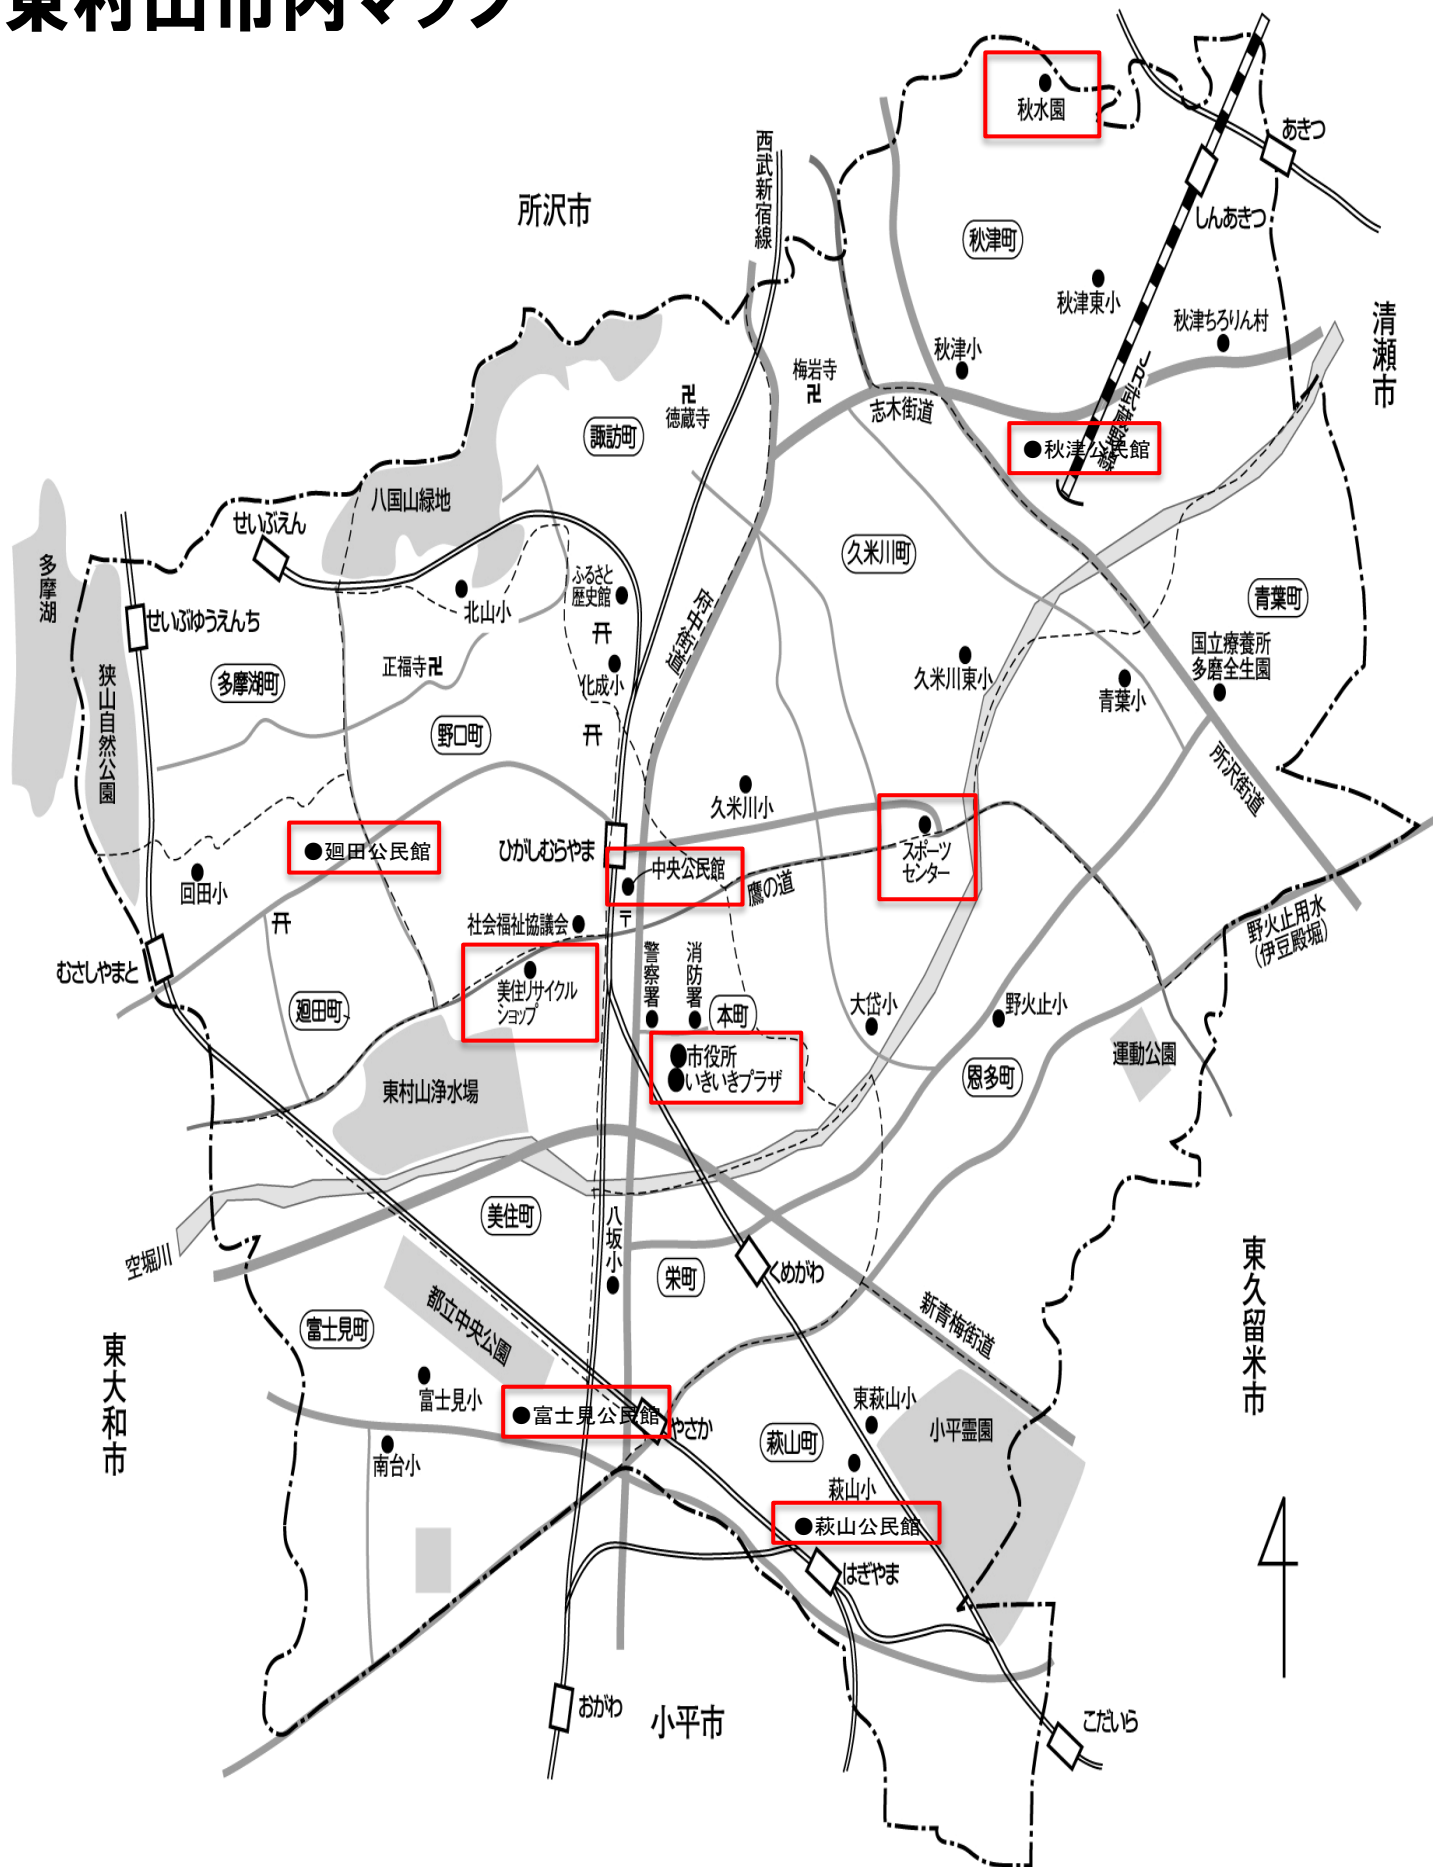 東村山市内マップ
秋水園
あきつ
西武新宿線
所沢市
しんあきつ
秋津町
秋津東小
清瀬市
秋津ちろりん村
秋津小
梅岩寺
徳蔵寺
志木街道
諏訪町
秋津公民館
八国山緑地
せいぶえん
久米川町
多摩湖
ふるさと
歴史館
北山小
府中街道
青葉町
せいぶゆうえんち
国立療養所
多磨全生園
正福寺
化成小
久米川東小
青葉小
多摩湖町
狭山自然公園
野口町
所沢街道
久米川小
ひがしむらやま
廻田公民館
スポーツ
センター
中央公民館
回田小
鷹の道
社会福祉協議会
〒
野火止用水
(伊豆殿堀)
むさしやまと
警察署
消防署
美住リサイクル
ショップ
廻田町
本町
大岱小
野火止小
運動公園
市役所
いきいきプラザ
恩多町
東村山浄水場
美住町
八坂小
空堀川
栄町
くめがわ
東久留米市
都立中央公園
富士見町
新青梅街道
東大和市
富士見小
東萩山小
富士見公民館
やさか
小平霊園
萩山町
南台小
萩山小
萩山公民館
はぎやま
おがわ
小平市
こだいら